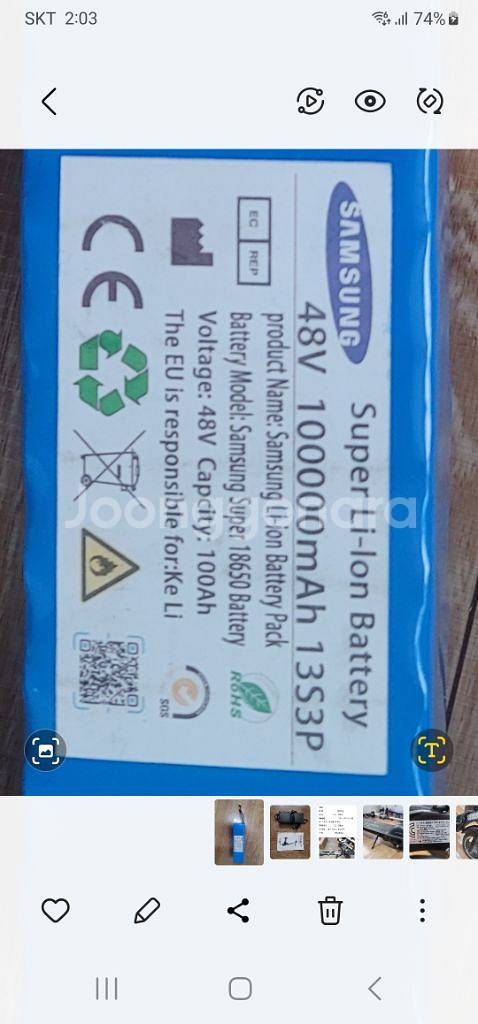 SKT 2:03
74%
SAMSUNG
Super Li-Ion Battery
48V 100000mAh 13S3P
product Name: Samsung Li-Ion Battery Pack
Battery Model: Samsung Super 18650 Battery
Voltage: 48V Capcity: 100Ah
The EU is responsible for:Ke Li
EC REP
CE
RoHS
SGS
Joonggonara
T